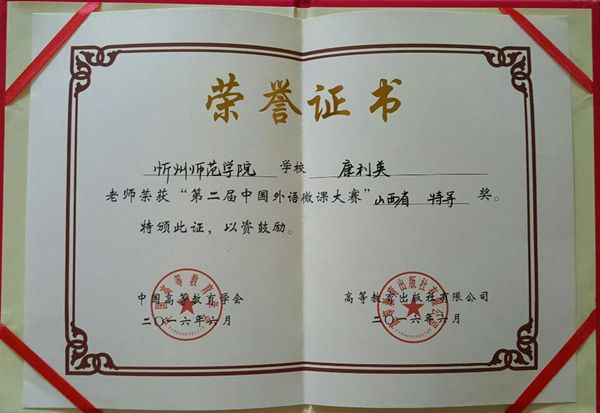 荣誉证书
忻州师范学院 学校 康利英
老师荣获“第二届中国外语微课大赛”山西省 特等 奖。
特颁此证，以资鼓励。
中国高等教育学会 高等教育出版社有限公司
二〇一六年六月 二〇一六年六月